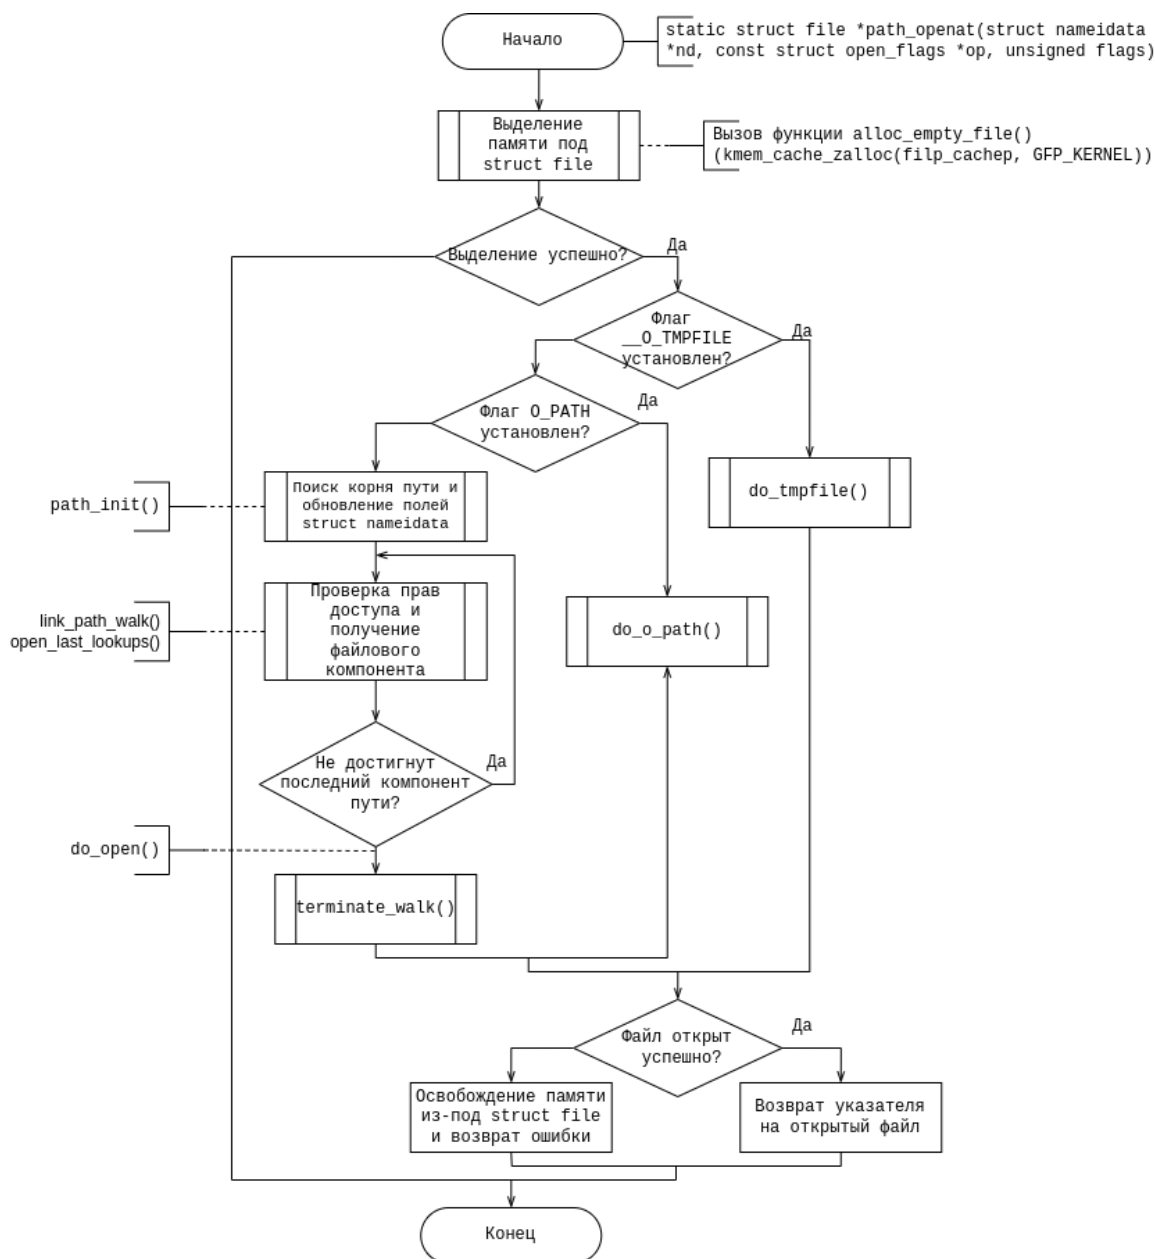 Начало
static struct file *path_openat(struct nameidata
*nd, const struct open_flags *op, unsigned flags)
Выделение
памяти под
struct file
Вызов функции alloc_empty_file()
(kmem_cache_zalloc(filp_cachep, GFP_KERNEL))
Выделение успешно?
Да
Флаг
__O_TMPFILE
установлен?
Да
Флаг O_PATH
установлен?
Да
do_tmpfile()
path_init()
Поиск корня пути и
обновление полей
struct nameidata
link_path_walk()
open_last_lookups()
Проверка прав
доступа и
получение
файлового
компонента
do_o_path()
Не достигнут
последний компонент
пути?
Да
do_open()
terminate_walk()
Файл открыт
успешно?
Да
Освобождение памяти
из-под struct file
и возврат ошибки
Возврат указателя
на открытый файл
Конец